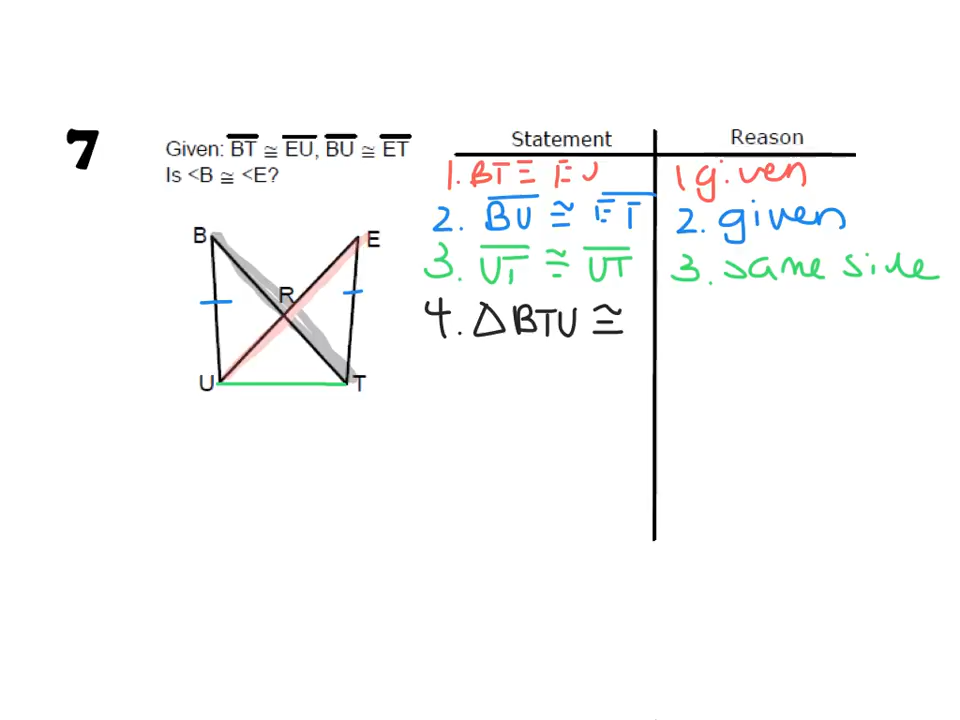 7
Given: BT ≅ EU, BU ≅ ET
Is <B ≅ <E?
Statement
Reason
1. BT ≅ EU
1 given
2. BU ≅ ET
2. given
3. UT ≅ UT
3. same side
4. △ BTU ≅
B
E
R
U
T